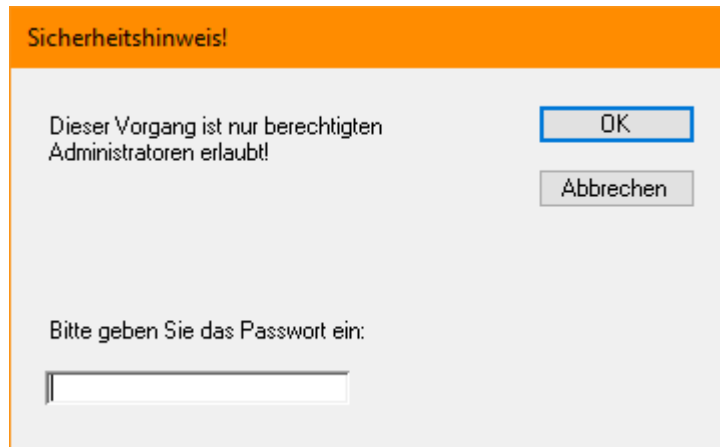 Sicherheitshinweis!
Dieser Vorgang ist nur berechtigten
Administratoren erlaubt!
OK
Abbrechen
Bitte geben Sie das Passwort ein: